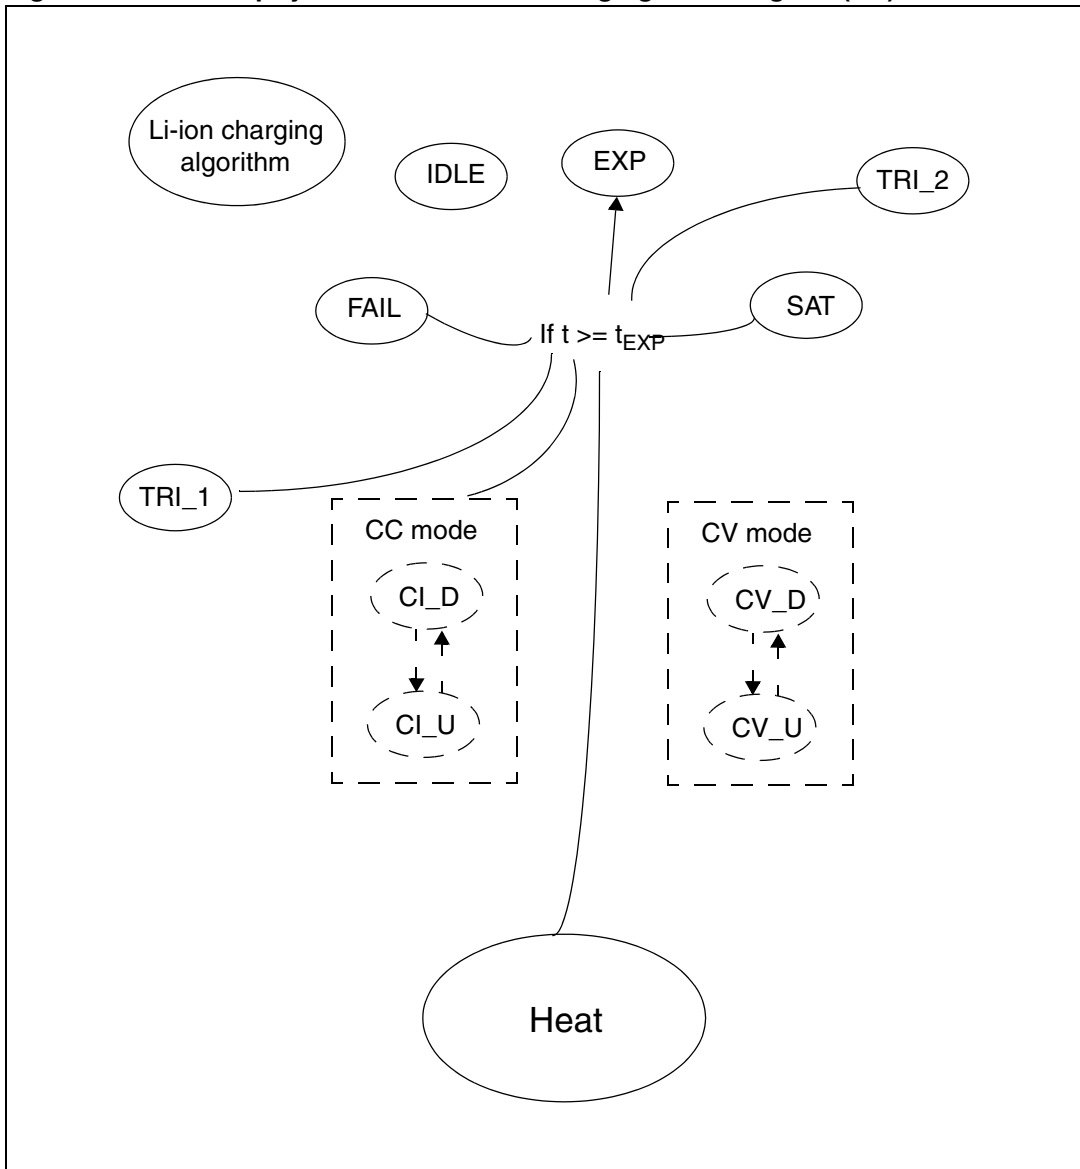 Li-ion charging
algorithm
IDLE
EXP
TRI_2
FAIL
SAT
If t >= tEXP
TRI_1
CC mode
CV mode
CI_D
CV_D
CI_U
CV_U
Heat